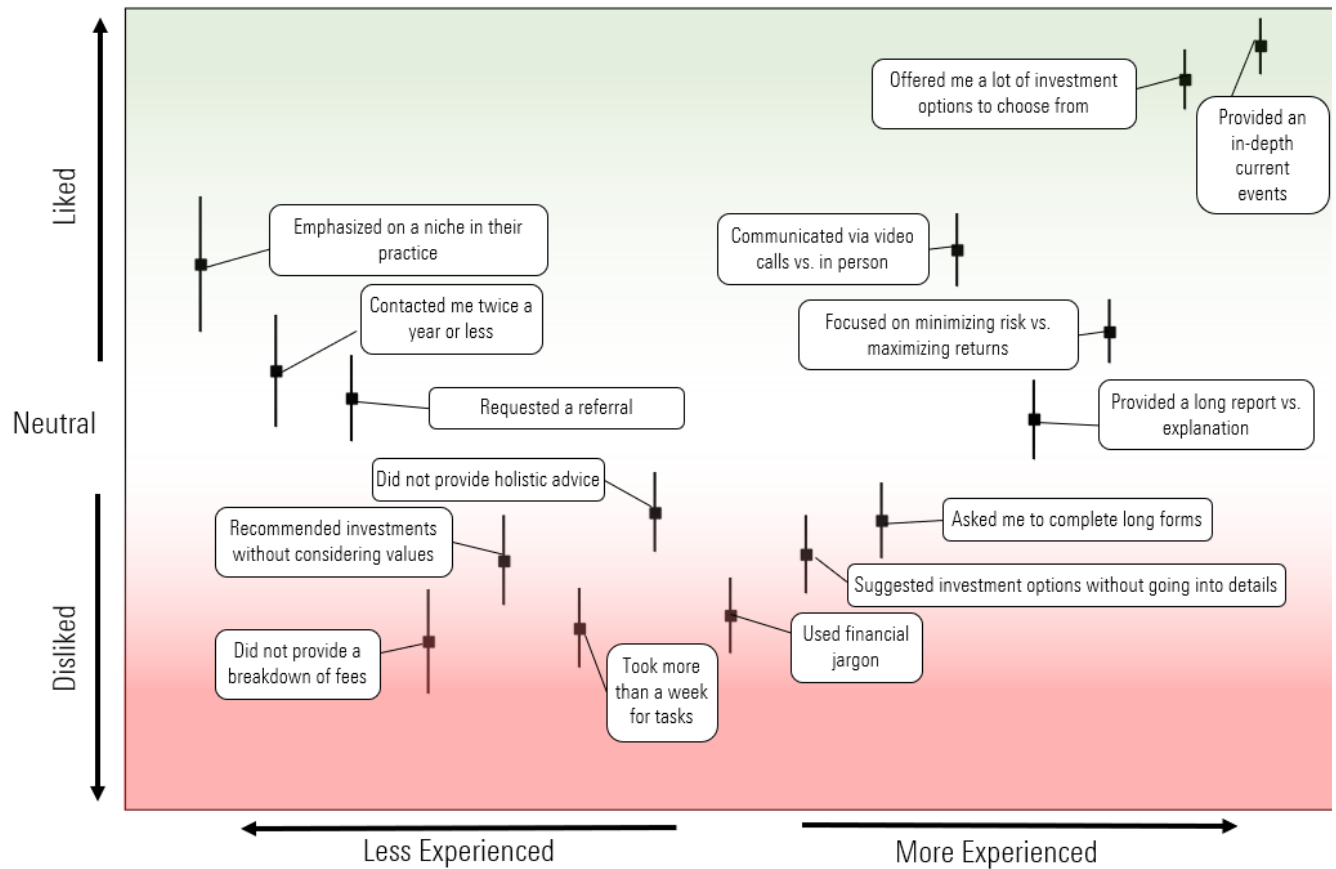 Offered me a lot of investment
options to choose from
Provided an
in-depth
current
events
Liked
Emphasized on a niche in their
practice
Communicated via video
calls vs. in person
Contacted me twice a
year or less
Focused on minimizing risk vs.
maximizing returns
Requested a referral
Provided a long report vs.
explanation
Neutral
Did not provide holistic advice
Recommended investments
without considering values
Asked me to complete long forms
Suggested investment options without going into details
Disliked
Did not provide a
breakdown of fees
Took more
than a week
for tasks
Used financial
jargon
Less Experienced
More Experienced